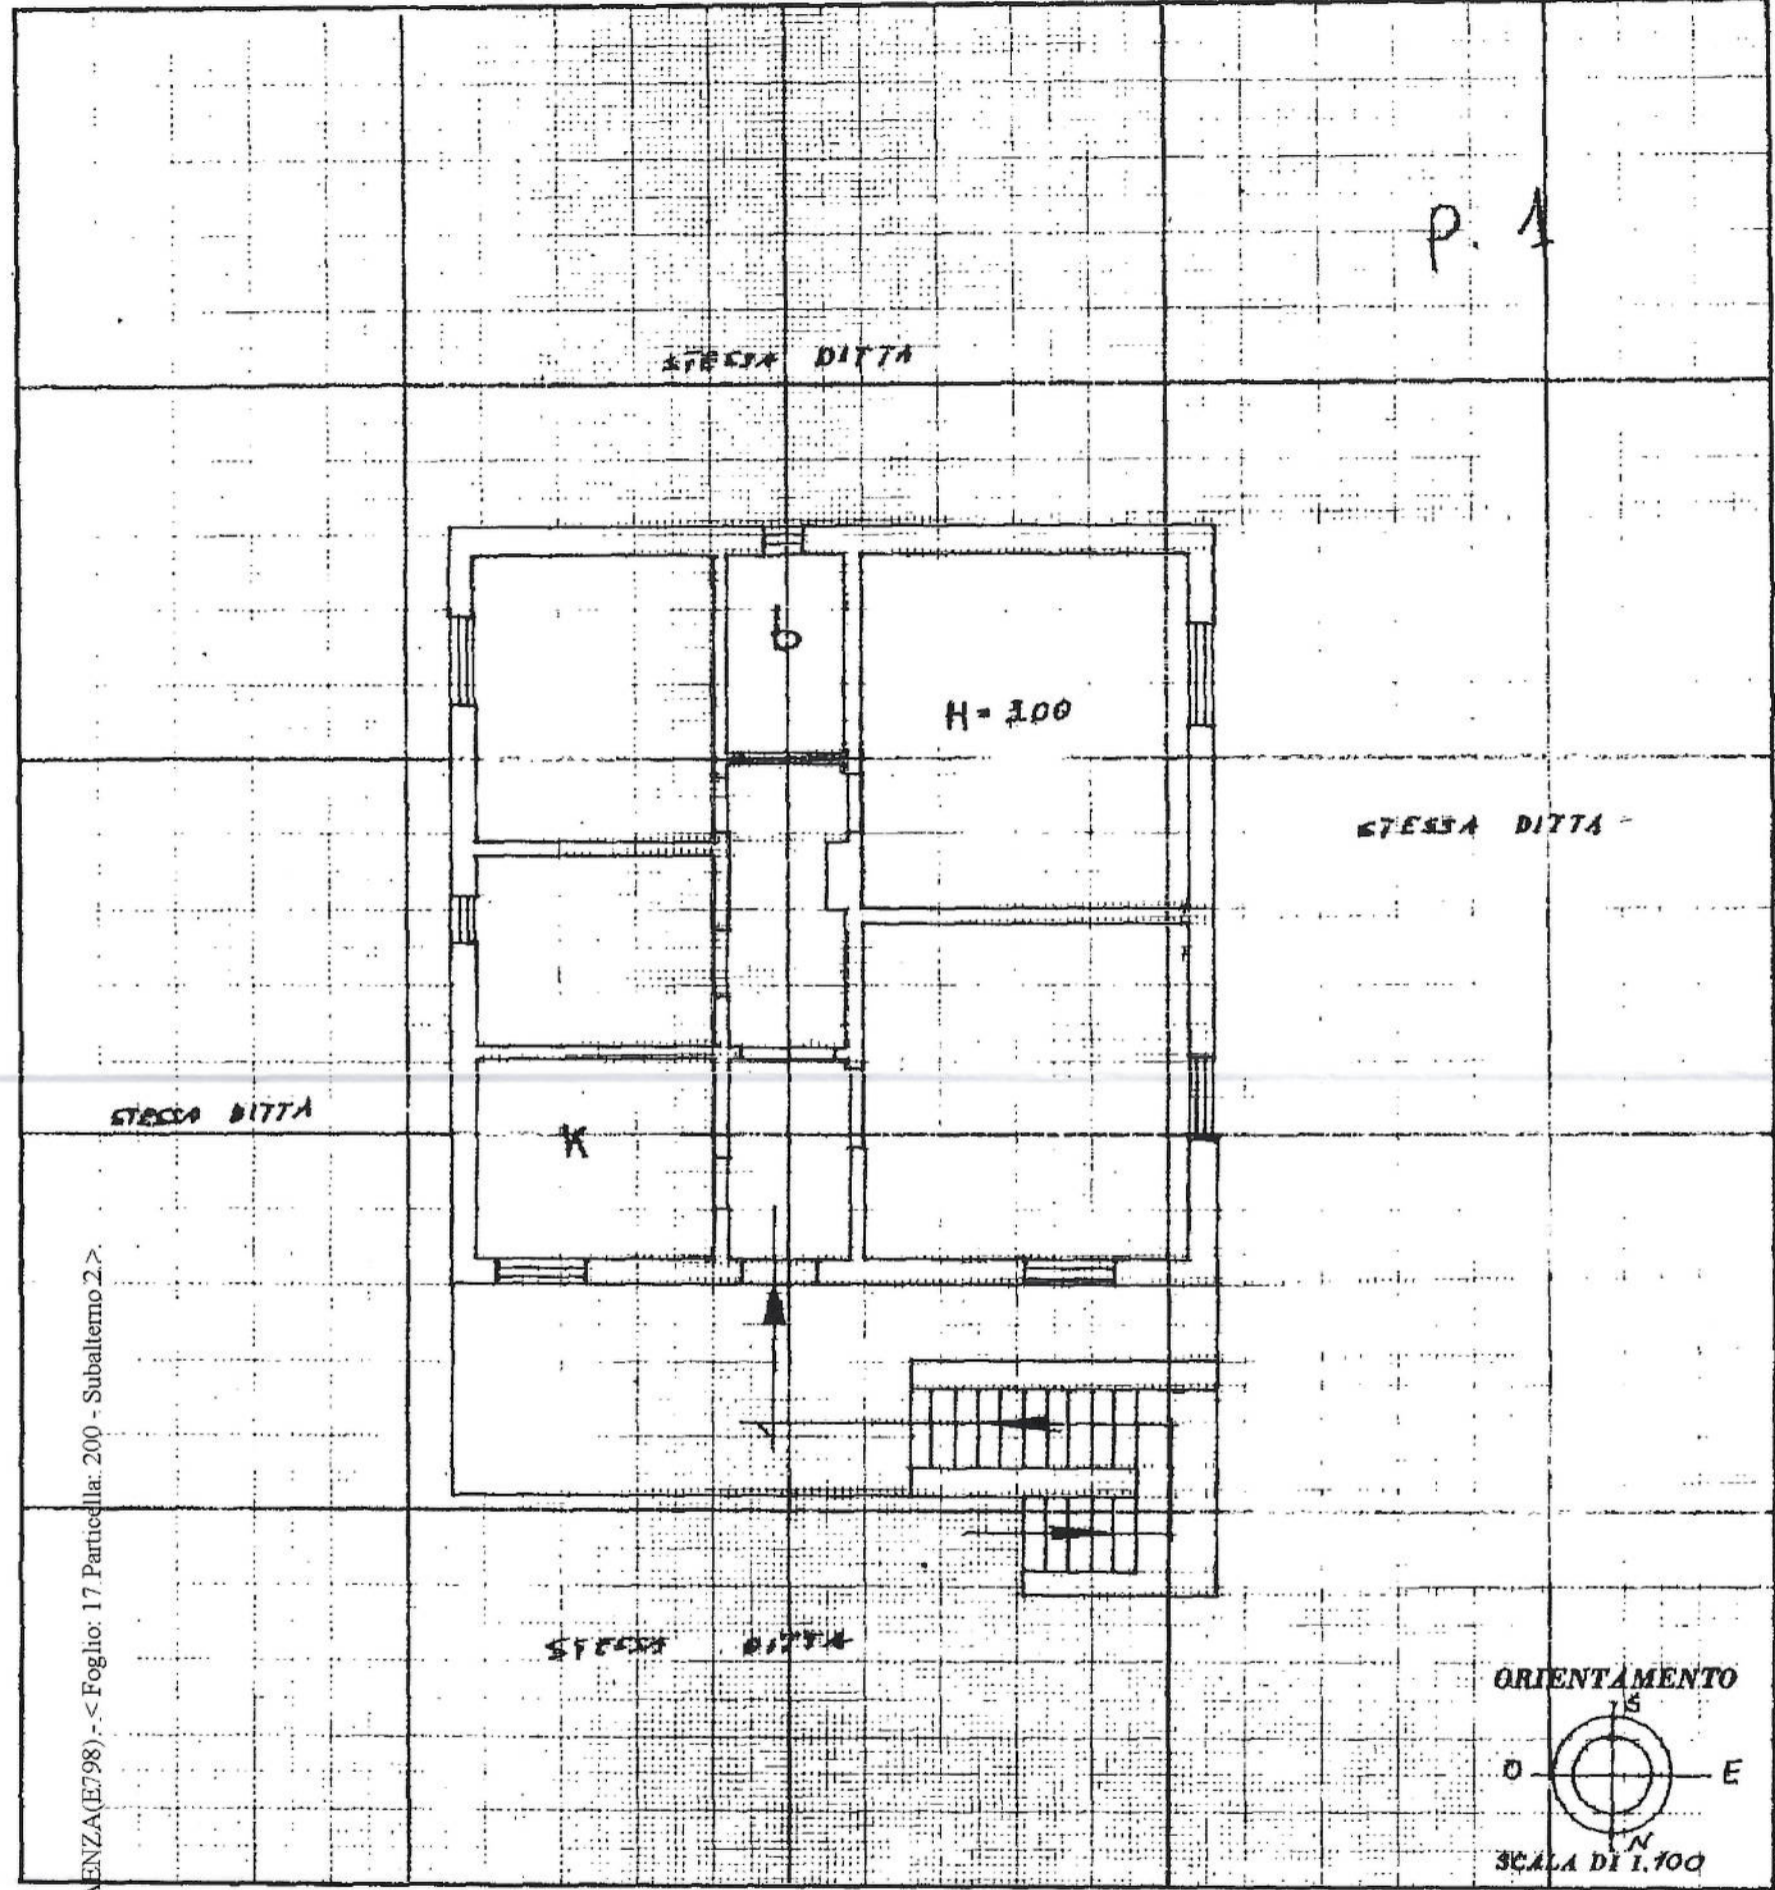 P. 1
STESSA DITTA
b
H = 300
STESSA DITTA
STESSA DITTA
K
STESSA DITTA
ENZA(E798) - < Foglio: 17 Particella: 200 - Subalterno 2 >
ORIENTAMENTO
S
O E
N
SCALA DI 1.100